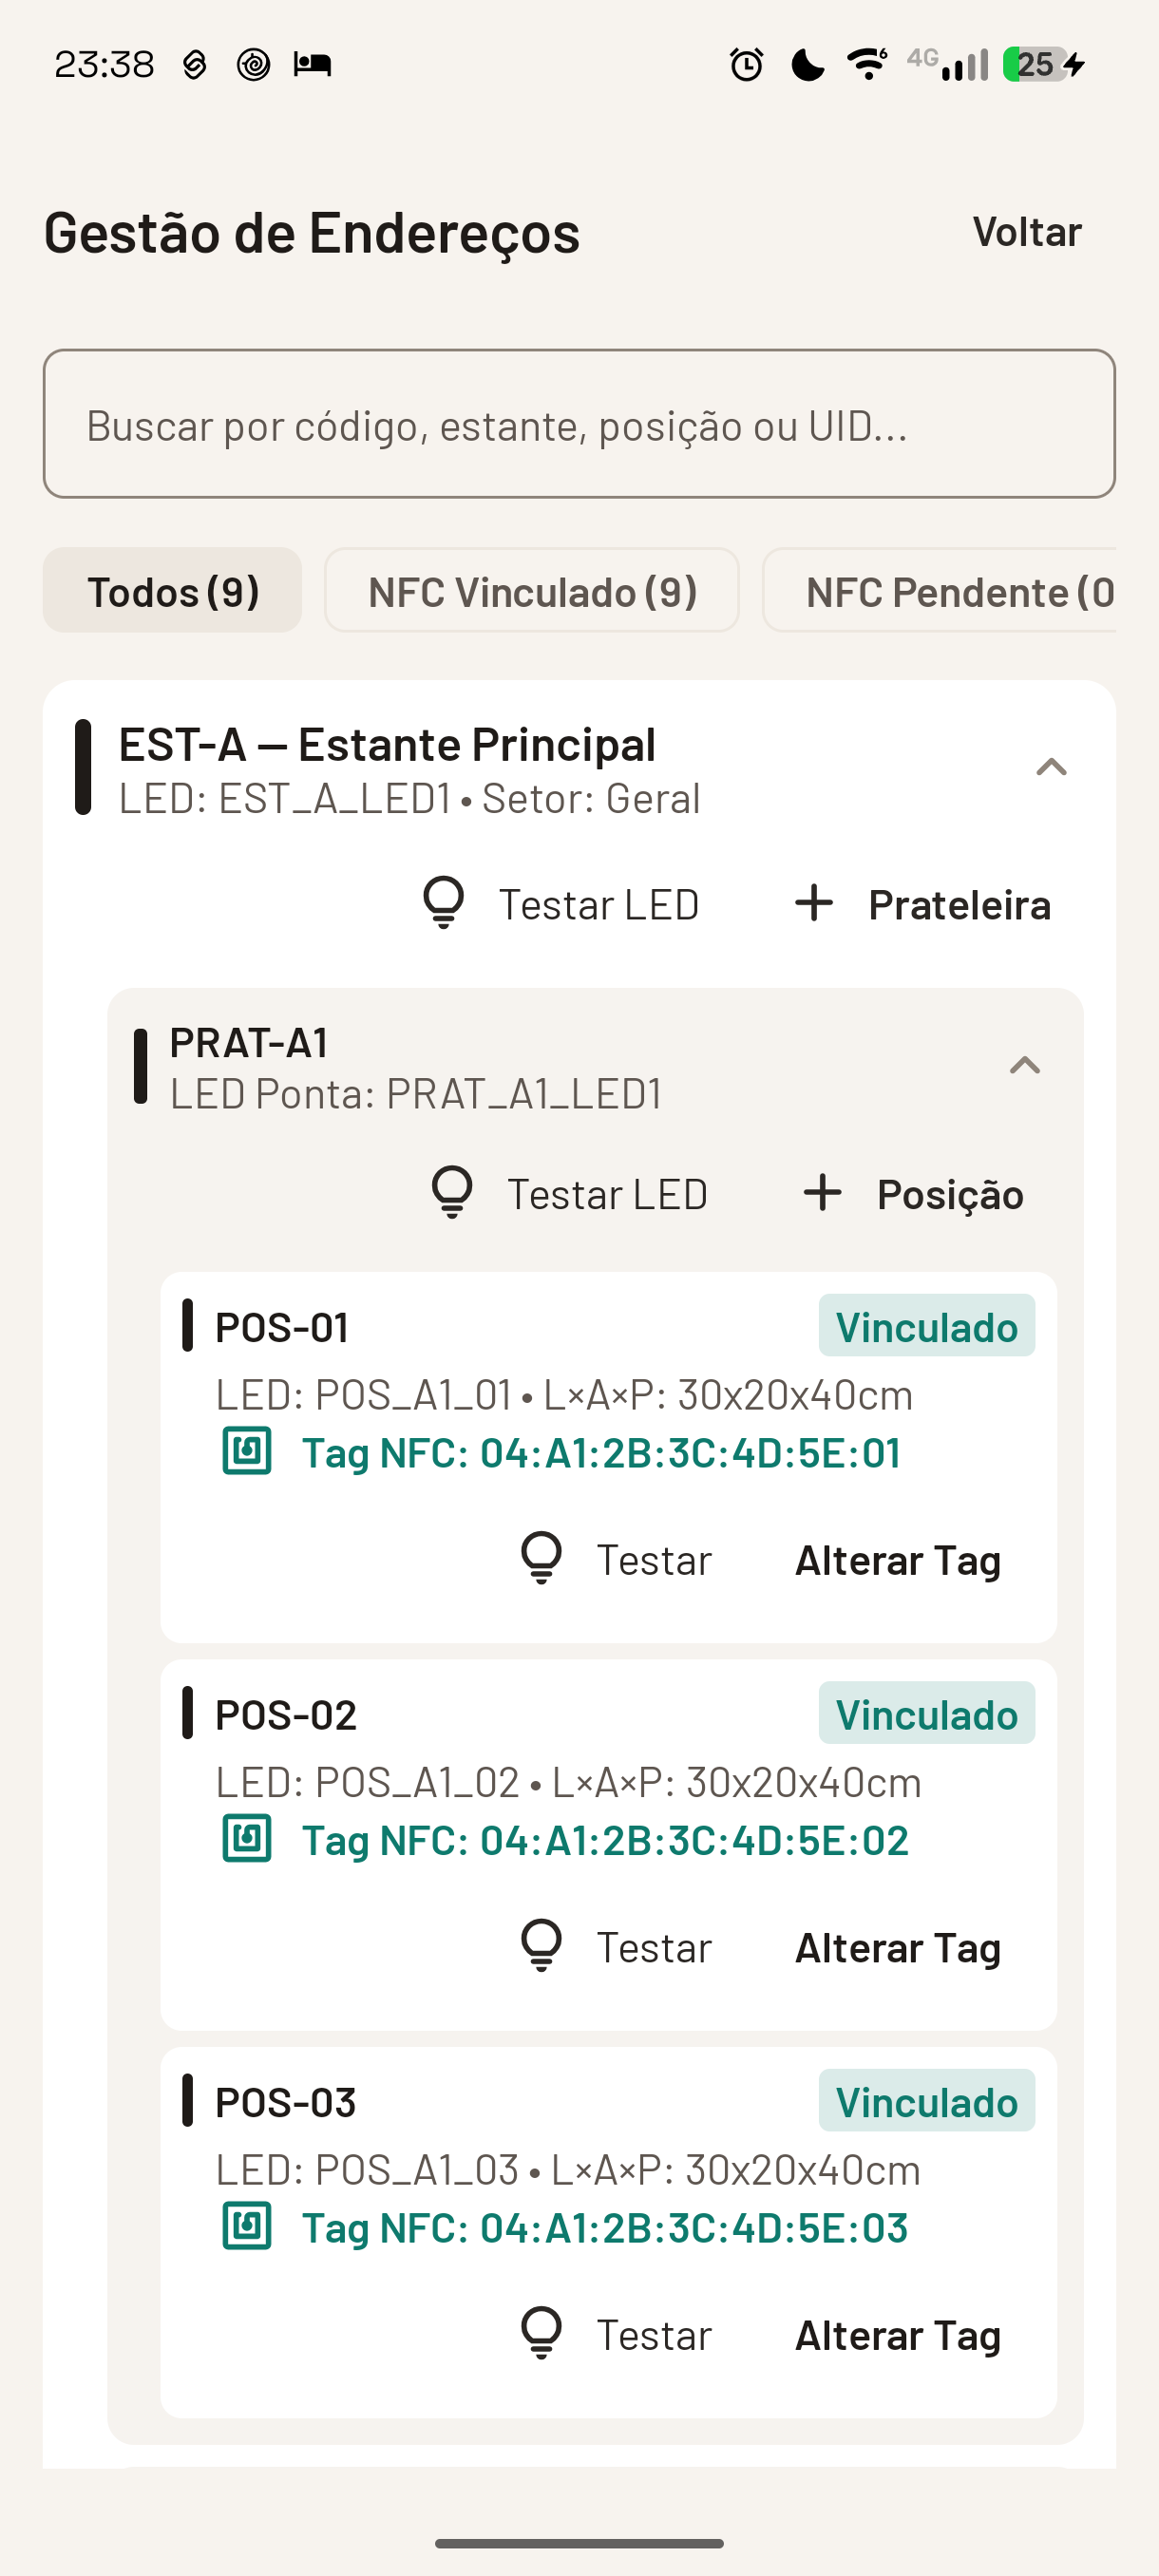 23:38
4G
25
Gestão de Endereços
Voltar
Buscar por código, estante, posição ou UID...
Todos (9)
NFC Vinculado (9)
NFC Pendente (0
EST-A — Estante Principal
LED: EST_A_LED1 • Setor: Geral
Testar LED
+ Prateleira
PRAT-A1
LED Ponta: PRAT_A1_LED1
Testar LED
+ Posição
POS-01
Vinculado
LED: POS_A1_01 • L×A×P: 30x20x40cm
Tag NFC: 04:A1:2B:3C:4D:5E:01
Testar
Alterar Tag
POS-02
Vinculado
LED: POS_A1_02 • L×A×P: 30x20x40cm
Tag NFC: 04:A1:2B:3C:4D:5E:02
Testar
Alterar Tag
POS-03
Vinculado
LED: POS_A1_03 • L×A×P: 30x20x40cm
Tag NFC: 04:A1:2B:3C:4D:5E:03
Testar
Alterar Tag